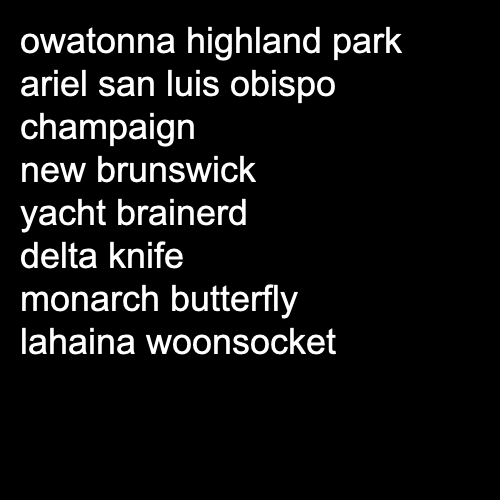 owatonna highland park
ariel san luis obispo
champaign
new brunswick
yacht brainerd
delta knife
monarch butterfly
lahaina woonsocket